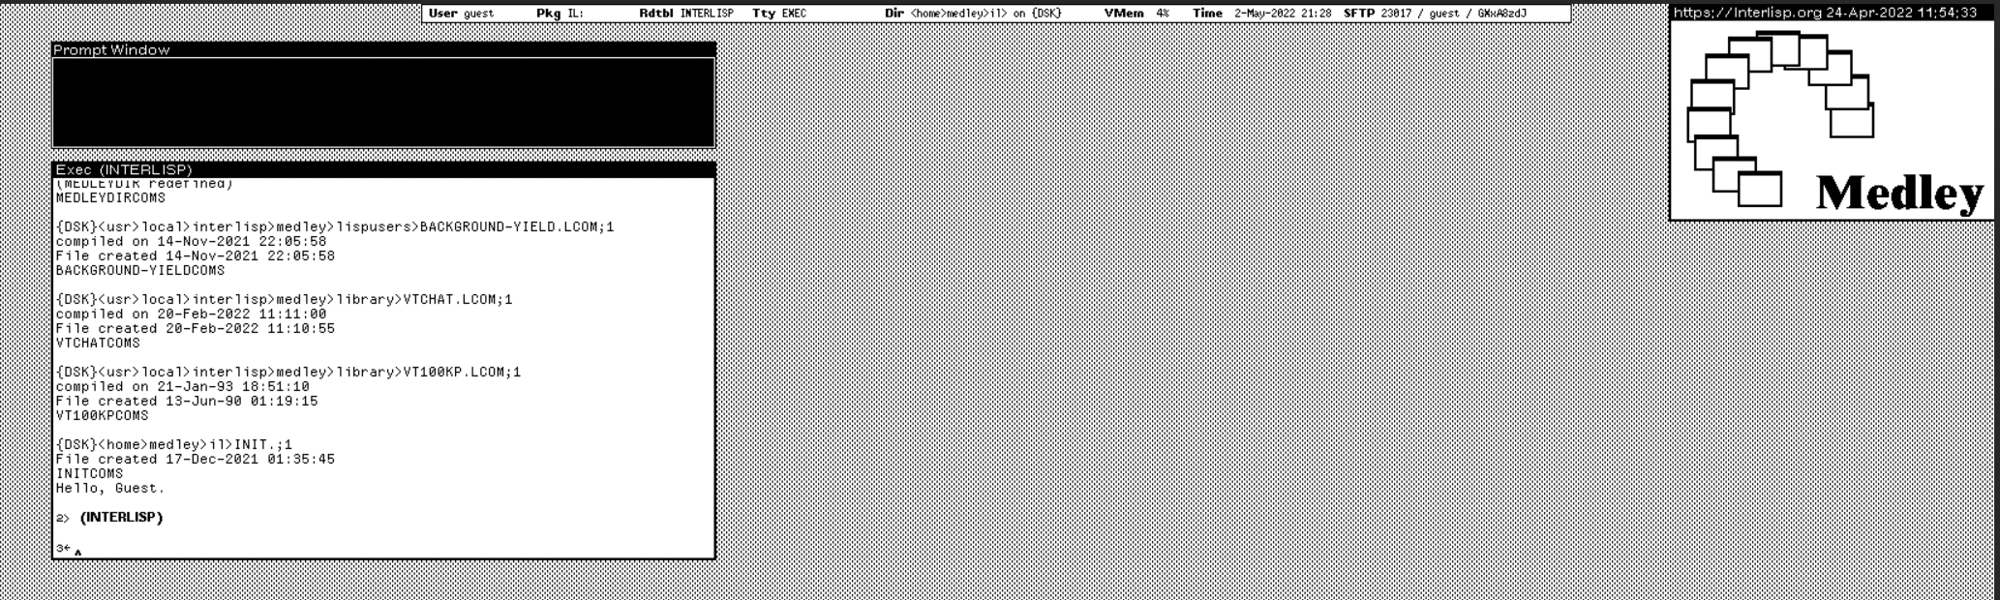 User guest Pkg IL: Rdtbl INTERLISP Tty EXEC Dir <home>medley>il> on {DSK} VMem 4% Time 2-May-2022 21:28 SFTP 23017 / guest / GWxA8zdJ
https://Interlisp.org 24-Apr-2022 11:54:33
Medley
Prompt Window
Exec (INTERLISP)
(MEDLEYDIR redefined)
MEDLEYDIRCOMS
{DSK}<usr>local>interlisp>medley>lispusers>BACKGROUND-YIELD.LCOM;1
compiled on 14-Nov-2021 22:05:58
File created 14-Nov-2021 22:05:58
BACKGROUND-YIELDCOMS
{DSK}<usr>local>interlisp>medley>library>VTCHAT.LCOM;1
compiled on 20-Feb-2022 11:11:00
File created 20-Feb-2022 11:10:55
VTCHATCOMS
{DSK}<usr>local>interlisp>medley>library>VT100KP.LCOM;1
compiled on 21-Jan-93 18:51:10
File created 13-Jun-90 01:19:15
VT100KPCOMS
{DSK}<home>medley>il>INIT.;1
File created 17-Dec-2021 01:35:45
INITCOMS
Hello, Guest.
2> (INTERLISP)
3←